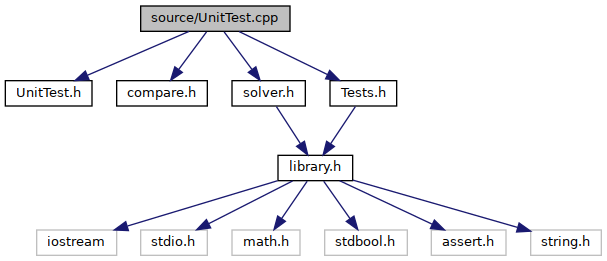 source/UnitTest.cpp
UnitTest.h
compare.h
solver.h
Tests.h
library.h
iostream
stdio.h
math.h
stdbool.h
assert.h
string.h